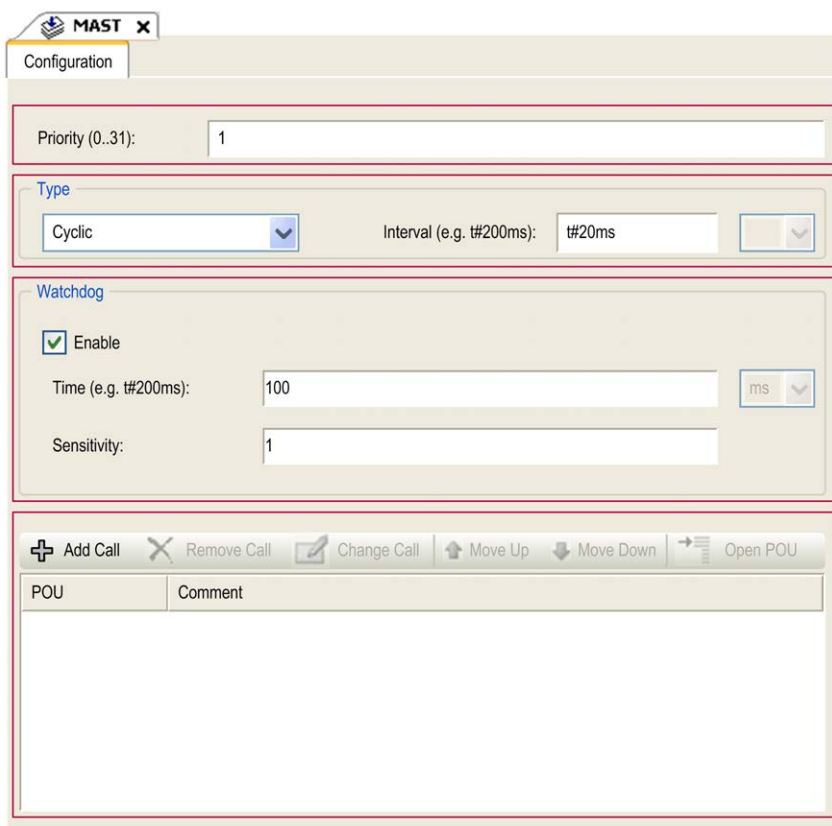 MAST
Configuration
Priority (0..31): 1
Type
Cyclic Interval (e.g. t#200ms): t#20ms
Watchdog
Enable
Time (e.g. t#200ms): 100 ms
Sensitivity: 1
Add Call Remove Call Change Call Move Up Move Down Open POU
POU Comment